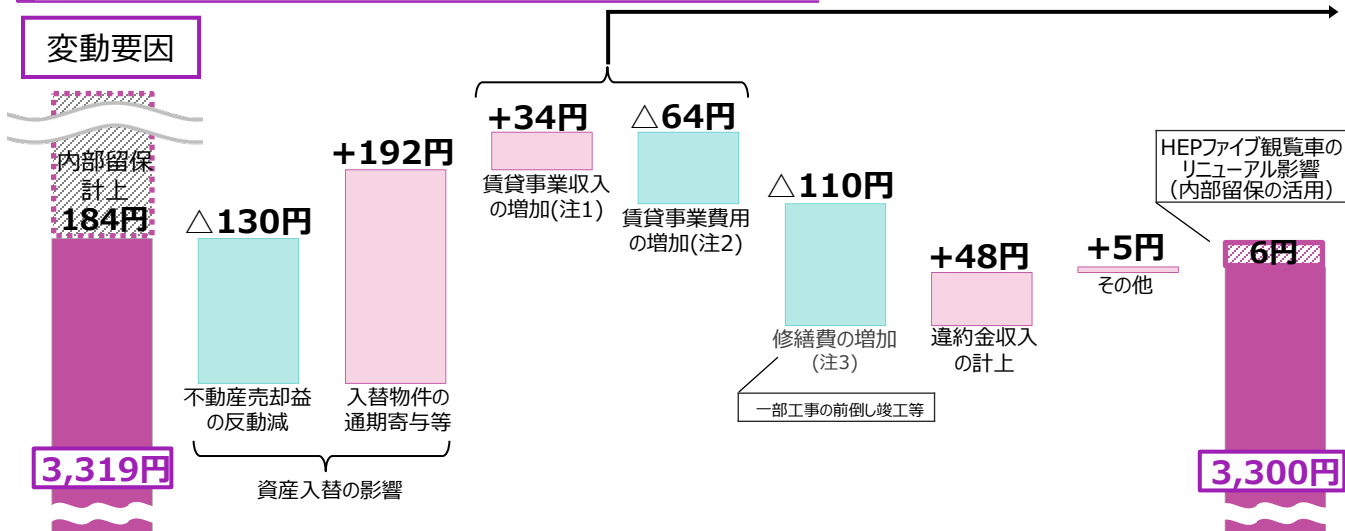 変動要因
内部留保
計上
184円
3,319円
△130円
不動産売却益
の反動減
+192円
入替物件の
通期寄与等
資産入替の影響
+34円
賃貸事業収入
の増加(注1)
△64円
賃貸事業費用
の増加(注2)
△110円
修繕費の増加
(注3)
一部工事の前倒し竣工等
+48円
違約金収入
の計上
+5円
その他
HEPファイブ観覧車の
リニューアル影響
(内部留保の活用)
6円
3,300円